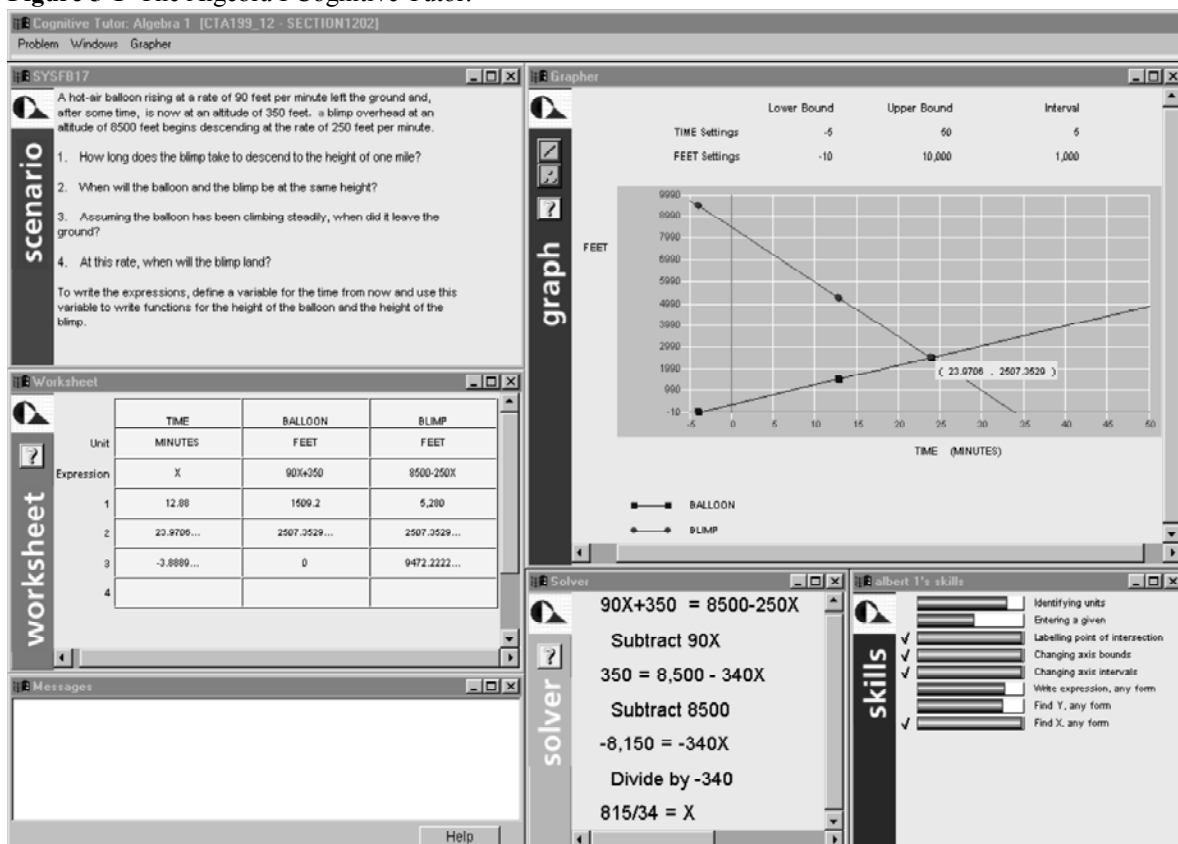 Figure 3-1 The Algebra I Cognitive Tutor.
Cognitive Tutor: Algebra 1 [CTA199_12 - SECTION1202]
Problem Windows Grapher
SYSFB17
scenario
A hot-air balloon rising at a rate of 90 feet per minute left the ground and,
after some time, is now at an altitude of 350 feet. a blimp overhead at an
altitude of 8500 feet begins descending at the rate of 250 feet per minute.
1. How long does the blimp take to descend to the height of one mile?
2. When will the balloon and the blimp be at the same height?
3. Assuming the balloon has been climbing steadily, when did it leave the
ground?
4. At this rate, when will the blimp land?
To write the expressions, define a variable for the time from now and use this
variable to write functions for the height of the balloon and the height of the
blimp.
Worksheet
worksheet
?
TIME BALLOON BLIMP
Unit MINUTES FEET FEET
Expression X 90X+350 8500-250X
1 12.88 1509.2 5,280
2 23.9706... 2507.3529... 2507.3529...
3 -3.8889... 0 9472.2222...
4
Messages
Help
Grapher
graph
?
Lower Bound Upper Bound Interval
TIME Settings -5 50 5
FEET Settings -10 10,000 1,000
FEET
9990
8990
7990
6990
5990
4990
3990
2990
1990
990
-10
( 23.9706 . 2507.3529 )
-5 0 5 10 15 20 25 30 35 40 45 50
TIME (MINUTES)
BALLOON
BLIMP
Solver
solver
?
90X+350 = 8500-250X
Subtract 90X
350 = 8,500 - 340X
Subtract 8500
-8,150 = -340X
Divide by -340
815/34 = X
albert 1's skills
skills
Identifying units
Entering a given
Labelling point of intersection
Changing axis bounds
Changing axis intervals
Write expression, any form
Find Y, any form
Find X, any form